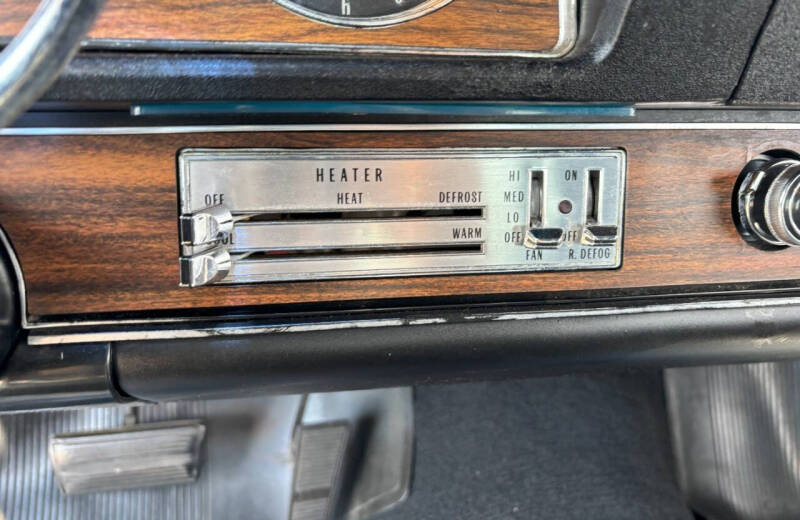 HEATER
OFF HEAT DEFROST
WARM
HI ON
MED
LO
OFF
FAN R. DEFOG